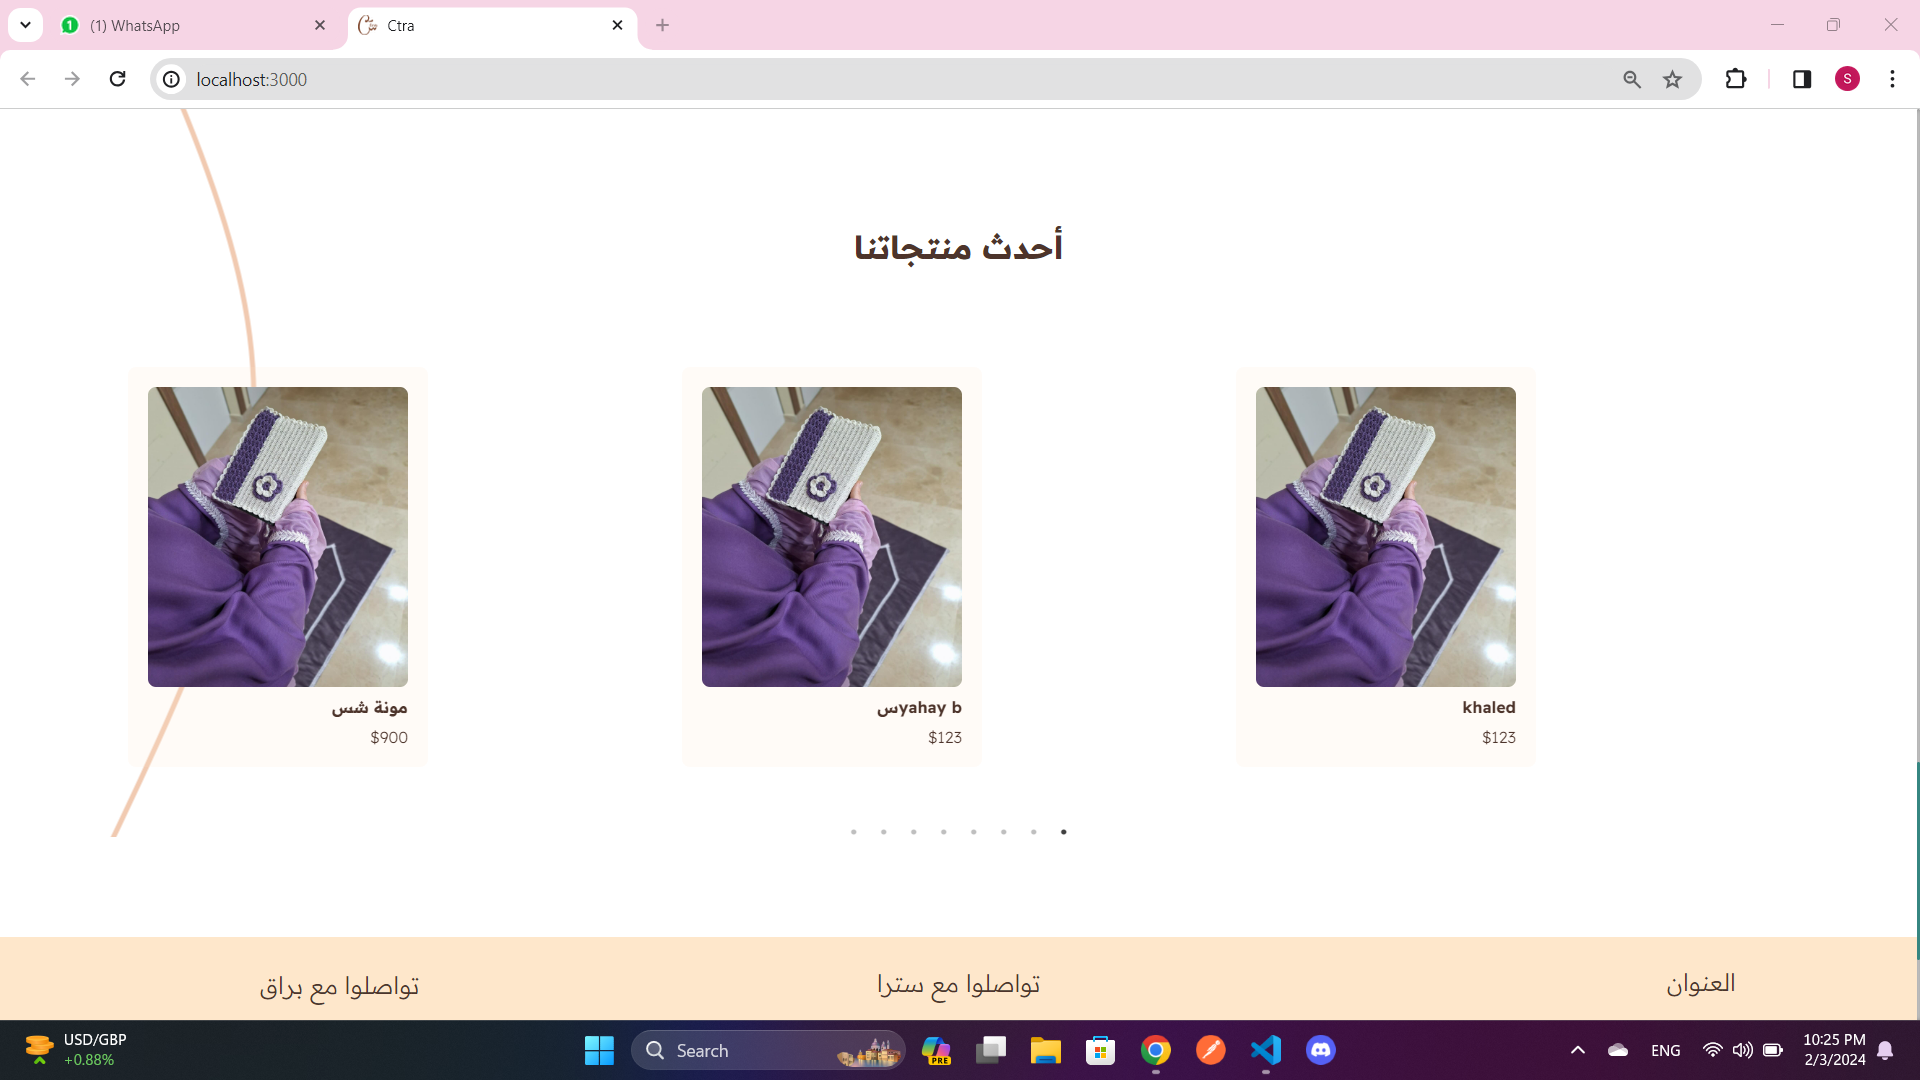 (1) WhatsApp
Ctra
localhost:3000
S
أحدث منتجاتنا
مونة شس
$900
سyahay b
$123
khaled
$123
تواصلوا مع براق
تواصلوا مع سترا
العنوان
USD/GBP
+0.88%
Search
PRE
ENG
10:25 PM
2/3/2024